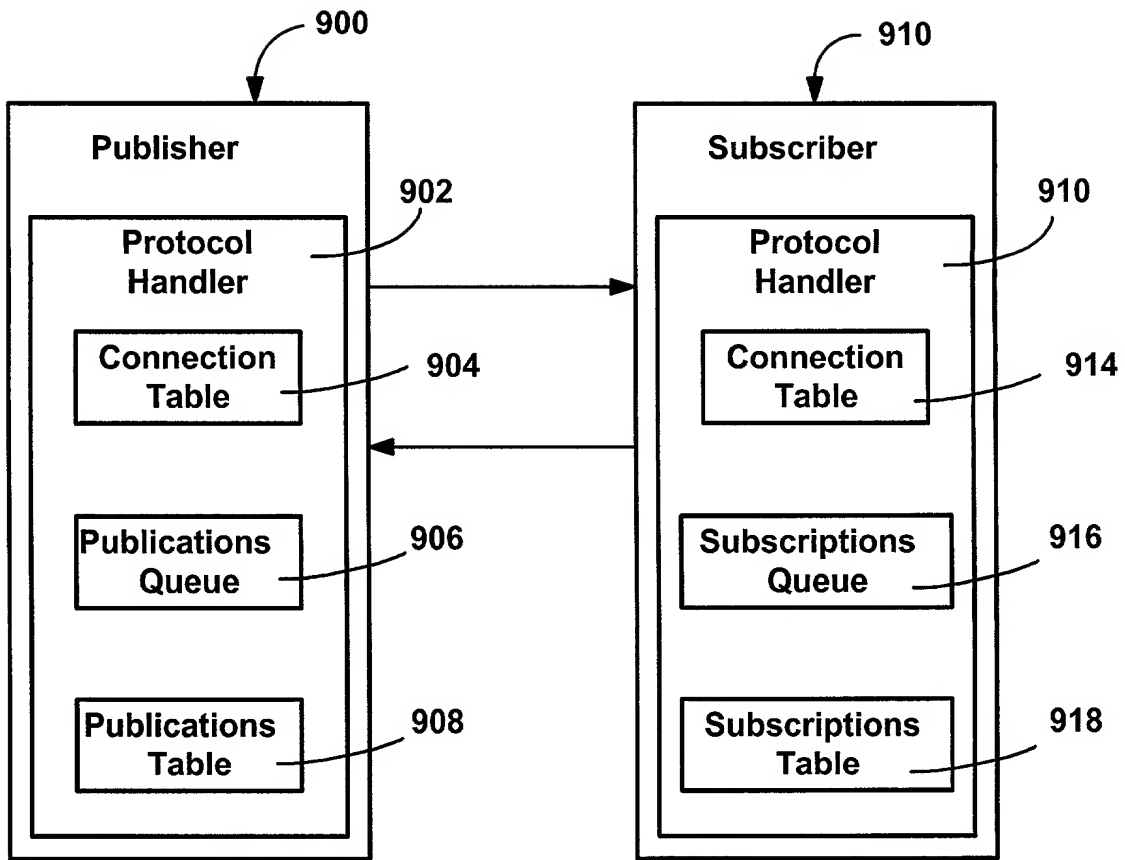 900
910
Publisher
Subscriber
902
910
Protocol
Handler
Protocol
Handler
Connection
Table
904
Connection
Table
914
Publications
Queue
906
Subscriptions
Queue
916
Publications
Table
908
Subscriptions
Table
918